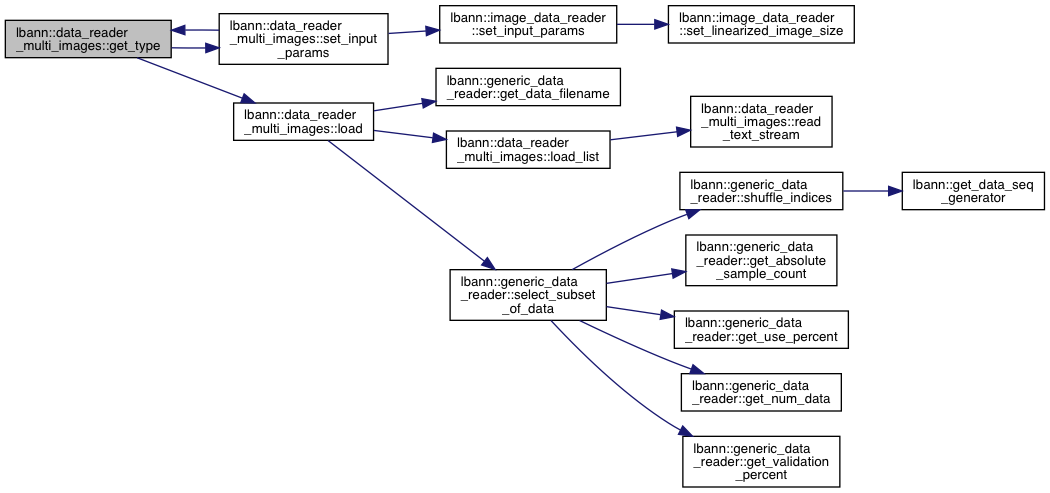 lbann::data_reader
_multi_images::get_type
lbann::data_reader
_multi_images::set_input
_params
lbann::image_data_reader
::set_input_params
lbann::image_data_reader
::set_linearized_image_size
lbann::data_reader
_multi_images::load
lbann::generic_data
_reader::get_data_filename
lbann::data_reader
_multi_images::load_list
lbann::data_reader
_multi_images::read
_text_stream
lbann::generic_data
_reader::select_subset
_of_data
lbann::generic_data
_reader::shuffle_indices
lbann::get_data_seq
_generator
lbann::generic_data
_reader::get_absolute
_sample_count
lbann::generic_data
_reader::get_use_percent
lbann::generic_data
_reader::get_num_data
lbann::generic_data
_reader::get_validation
_percent